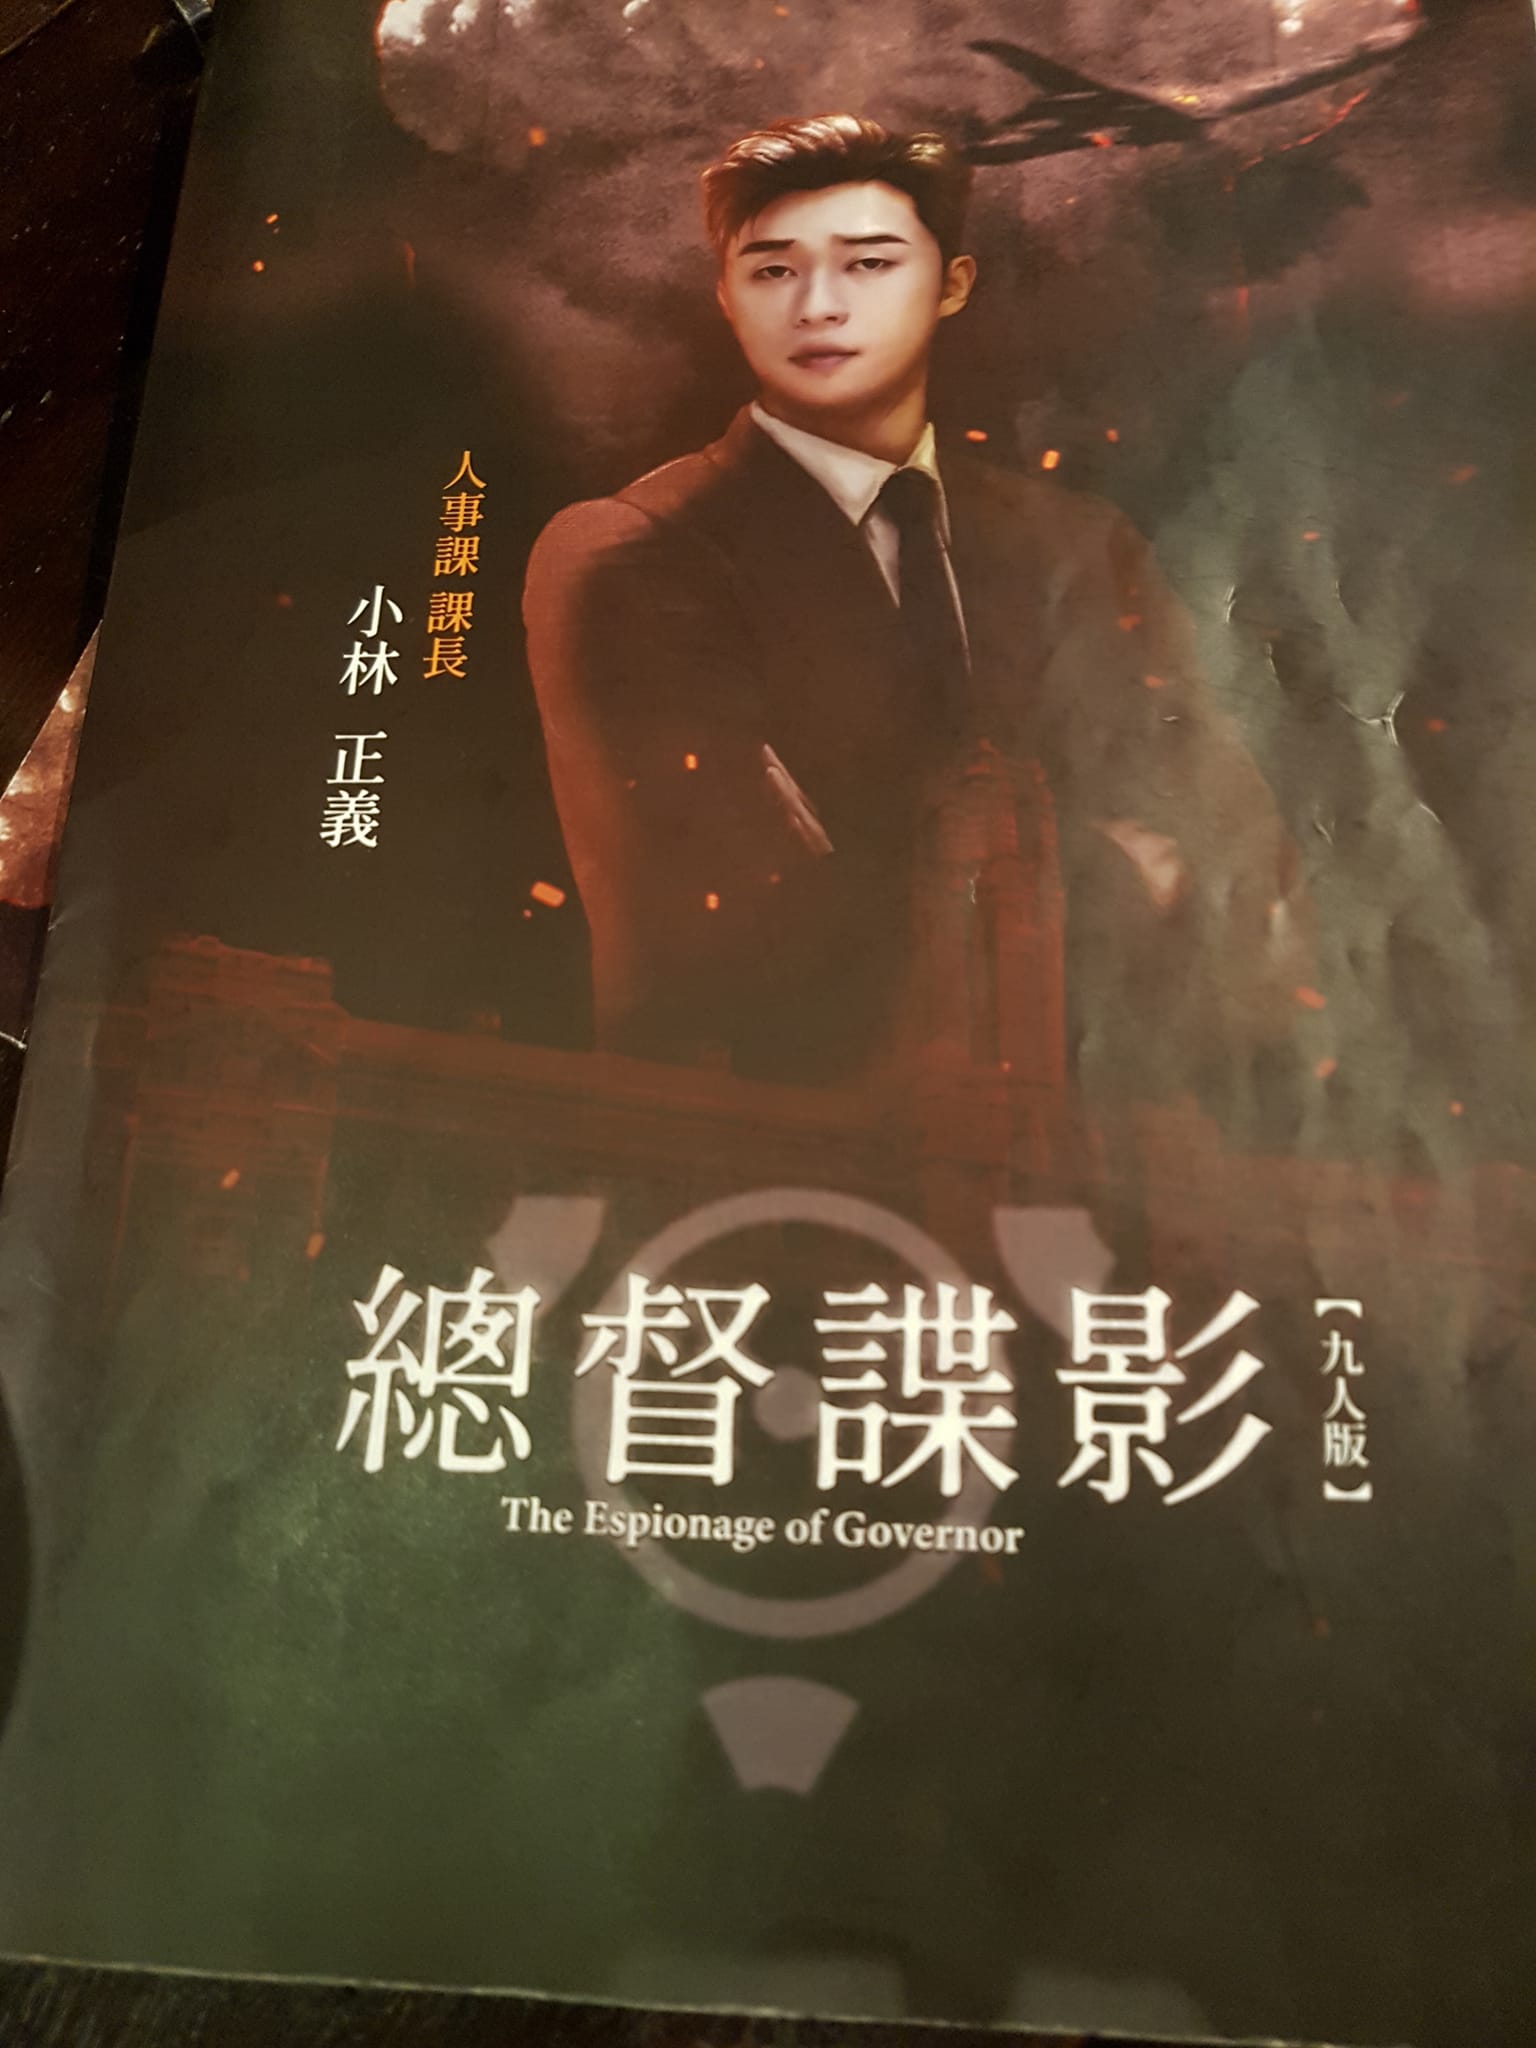 人事課 課長
小林 正義
總督諜影
【九人版】
The Espionage of Governor